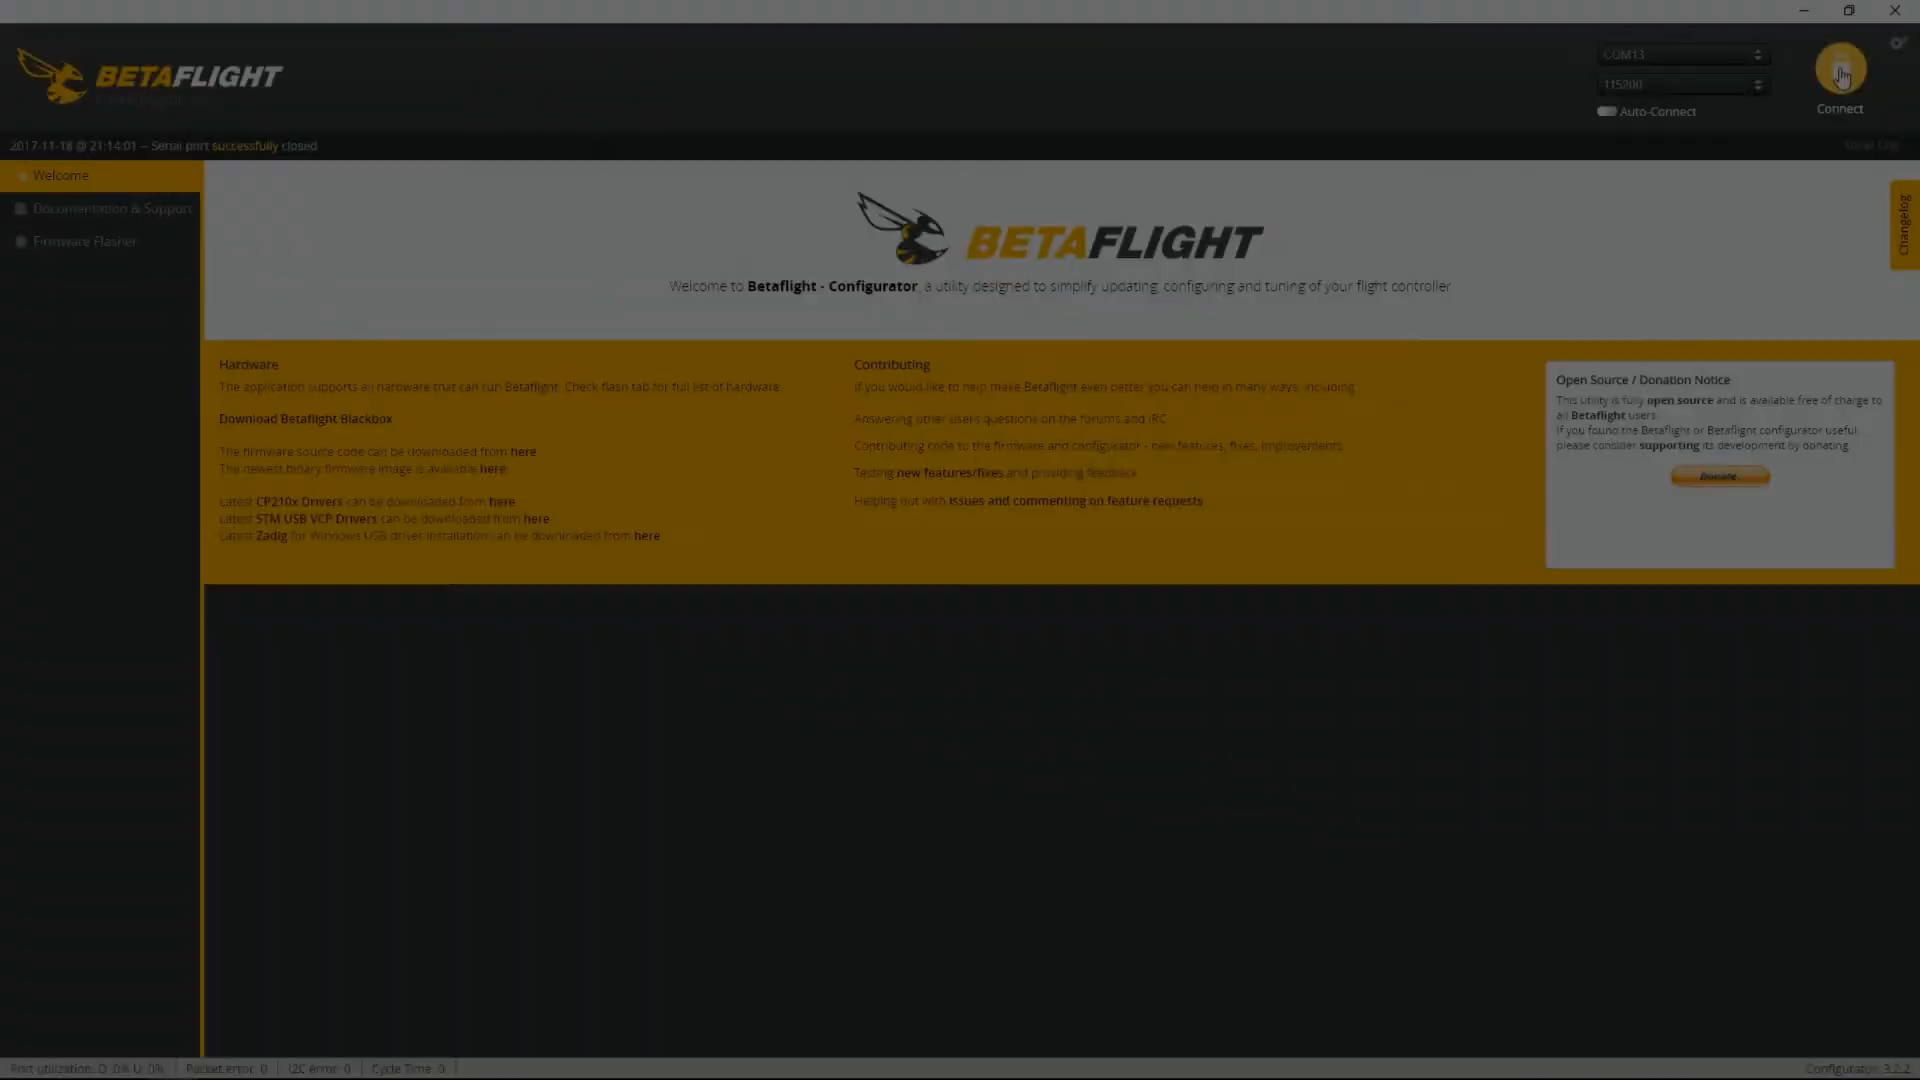 BETAFLIGHT
COM13
115200
Auto-Connect
Connect
2017-11-18 @ 21:14:01 -- Serial port successfully closed
Welcome
Documentation & Support
Firmware Flasher
Changelog
BETAFLIGHT
Welcome to Betaflight - Configurator, a utility designed to simplify updating, configuring and tuning of your flight controller
Hardware
The application supports all hardware that can run Betaflight. Check flash tab for full list of hardware.
Download Betaflight Blackbox
The firmware source code can be downloaded from here
The newest binary firmware image is available here
Latest CP210x Drivers can be downloaded from here
Latest STM USB VCP Drivers can be downloaded from here
Latest Zadig for Windows USB driver installation can be downloaded from here
Contributing
If you would like to help make Betaflight even better you can help in many ways, including:
Answering other users questions on the forums and IRC
Contributing code to the firmware and configurator - new features, fixes, improvements
Testing new features/fixes and providing feedback
Helping out with issues and commenting on feature requests
Open Source / Donation Notice
This utility is fully open source and is available free of charge to
all Betaflight users.
If you found the Betaflight or Betaflight configurator useful,
please consider supporting its development by donating.
Donate
Port utilization: D: 0% U: 0%
Packet error: 0
I2C error: 0
Cycle Time: 0
Configurator: 3.2.2